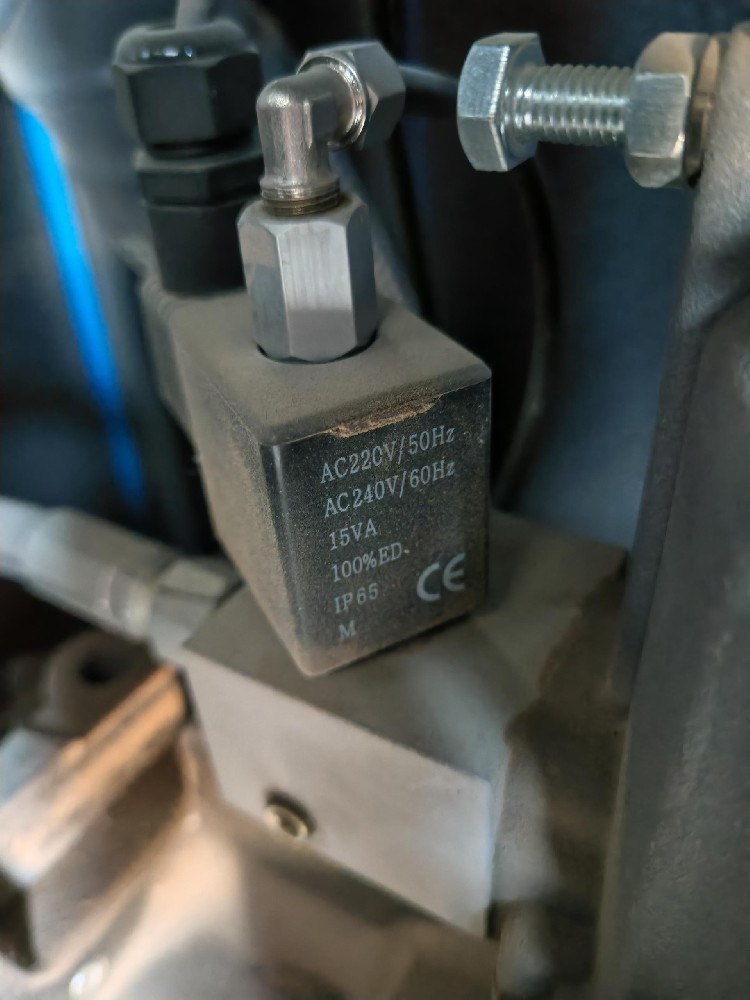 AC220V/50Hz
AC240V/60Hz
15VA
100%ED
IP65
CE
M